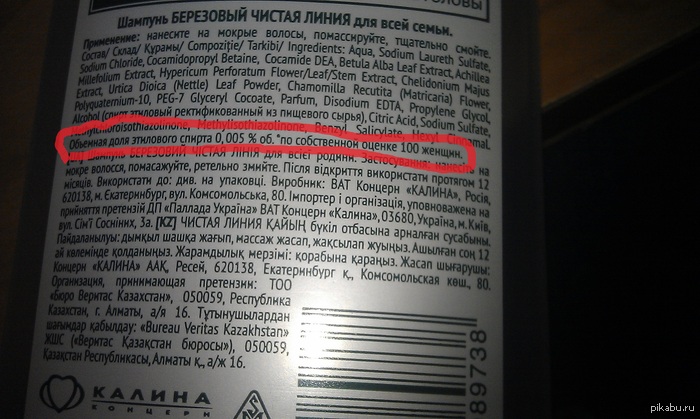 ГОЛОВЫ
Шампунь БЕРЕЗОВЫЙ ЧИСТАЯ ЛИНИЯ для всей семьи.
Применение: нанесите на мокрые волосы, помассируйте, тщательно смойте.
Состав/ Склад/ Құрамы/ Compoziţie/ Tarkibi/ Ingredients: Aqua, Sodium Laureth Sulfate,
Sodium Chloride, Cocamidopropyl Betaine, Cocamide DEA, Betula Alba Leaf Extract, Achillea
Millefolium Extract, Hypericum Perforatum Flower/Leaf/Stem Extract, Chelidonium Majus
Extract, Urtica Dioica (Nettle) Leaf Powder, Chamomilla Recutita (Matricaria) Flower,
Polyquaternium-10, PEG-7 Glyceryl Cocoate, Parfum, Disodium EDTA, Propylene Glycol,
Alcohol (спирт этиловый ректификованный из пищевого сырья), Citric Acid, Sodium Sulfate,
Methylisothiazolinone, Benzyl Salicylate, Hexyl Cinnamal.
Объемная доля этилового спирта 0,005 % об. *по собственной оценке 100 женщин.
шампунь БЕРЕЗОВИЙ ЧИСТАЯ ЛИНИЯ для всієї родини. Застосування: на
мокре волосся, помасажуйте, ретельно змийте. Після відкриття використати протягом 12
місяців. Використати до: див. на упаковці. Виробник: ВАТ Концерн «КАЛИНА», Росія,
620138, м. Екатеринбург, вул. Комсомольська, 80. Імпортер і організація, уповноважена на
прийняття претензій ДП «Паллада Україна» ВАТ Концерн «Калина», 03680, Україна, м. Київ,
вул. Сім'ї Сосніних, 3а. [KZ] ЧИСТАЯ ЛИНИЯ ҚАЙЫҢ бүкіл отбасына арналған сусабыны.
Пайдаланылуы: дымқыл шашқа жағып, массаж жасап, жақсылап жуыңыз. Ашылған соң 12
ай көлемінде қолданыңыз. Жарамдылық мерзімі: қорабына қараңыз. Жасап шығарушы:
Концерн «КАЛИНА» ААҚ, Ресей, 620138, Екатеринбург қ., Комсомольская көш., 80.
Организация, принимающая претензии: ТОО
«Бюро Веритас Казахстан», 050059, Республика
Казахстан, г. Алматы, а/я 16. Тұтынушылардан
шағымдар қабылдау: «Bureau Veritas Kazakhstan»
ЖШС («Веритас Қазақстан бюросы»), 050059,
Қазақстан Республикасы, Алматы қ., а/ж 16.
КАЛИНА
КОНЦЕРН
89738
pikabu.ru